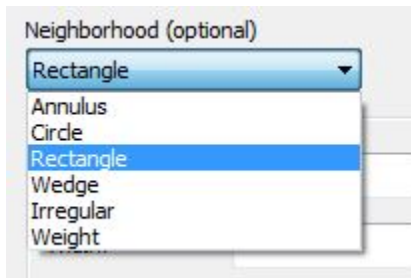 Neighborhood (optional)
Rectangle
Annulus
Circle
Rectangle
Wedge
Irregular
Weight